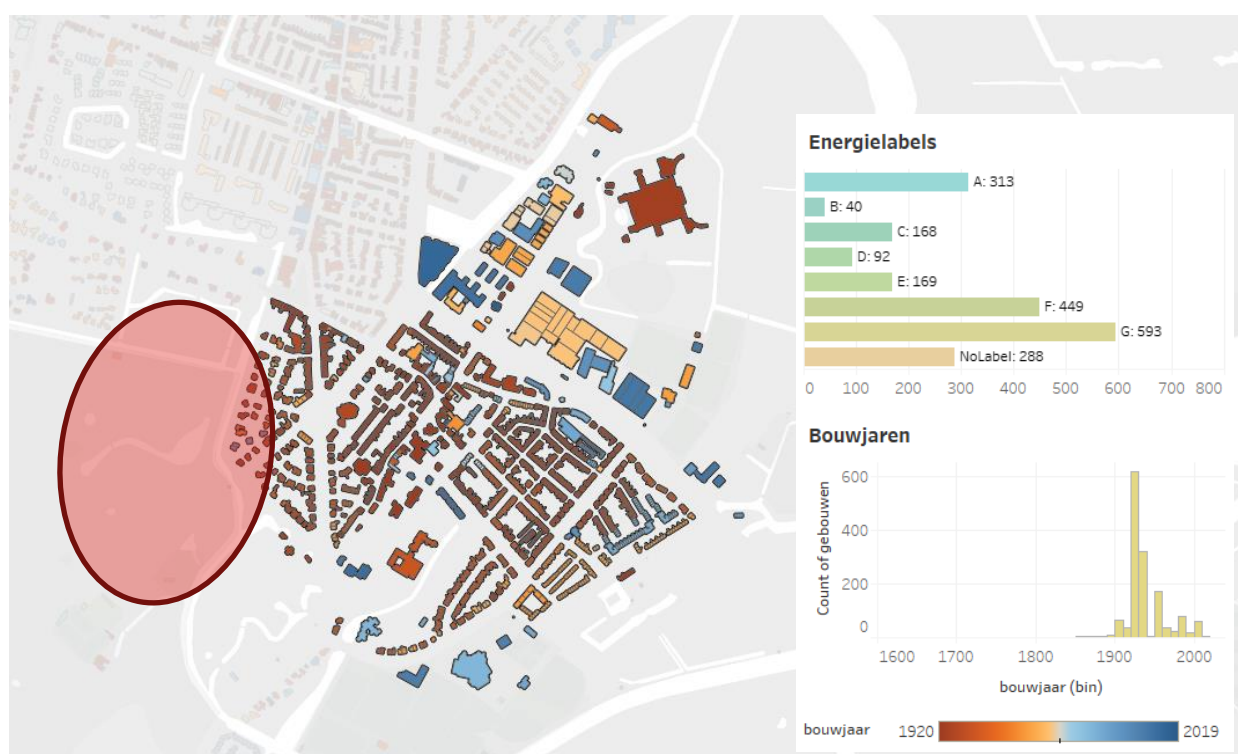 Energielabels
A: 313
B: 40
C: 168
D: 92
E: 169
F: 449
G: 593
NoLabel: 288
0 100 200 300 400 500 600 700 800
Bouwjaren
Count of gebouwen
600
400
200
0
1600 1700 1800 1900 2000
bouwjaar (bin)
bouwjaar 1920 2019